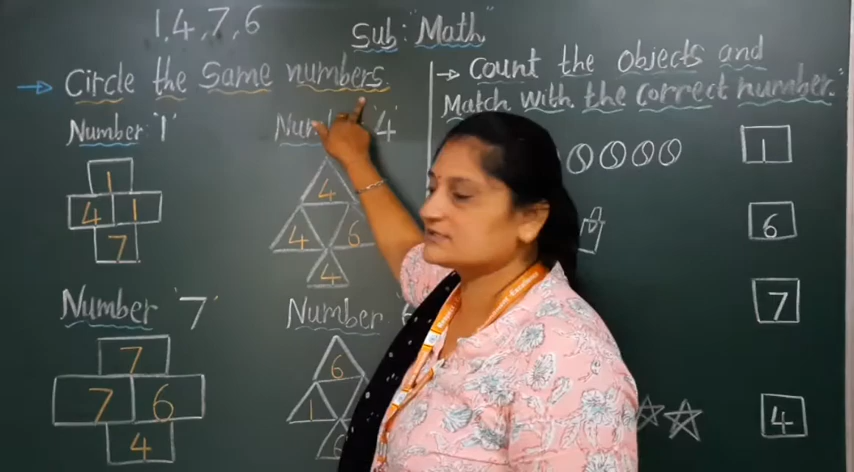 1,4,7,6
Sub: "Math"
→ Circle the Same numbers
Number '1'
1
4 1
7
'4'
4
4 6
4
Number '7'
7
7 6
4
Number
6
1
→ Count the Objects and
Match with the Correct number.
1
6
7
4